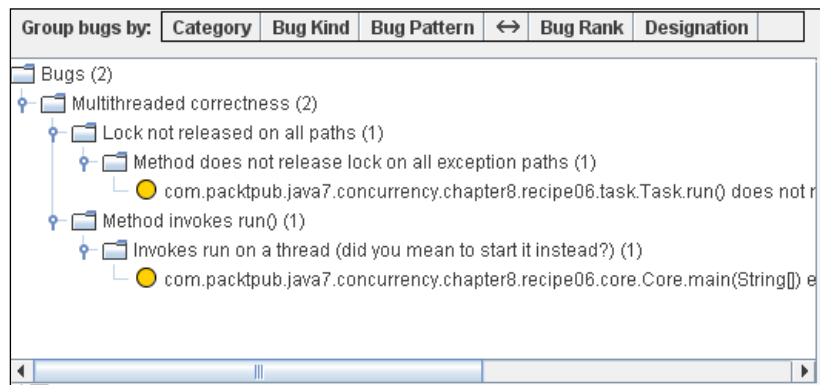 Group bugs by: Category Bug Kind Bug Pattern ↔ Bug Rank Designation
Bugs (2)
Multithreaded correctness (2)
Lock not released on all paths (1)
Method does not release lock on all exception paths (1)
com.packtpub.java7.concurrency.chapter8.recipe06.task.Task.run() does not r
Method invokes run() (1)
Invokes run on a thread (did you mean to start it instead?) (1)
com.packtpub.java7.concurrency.chapter8.recipe06.core.Core.main(String[]) e